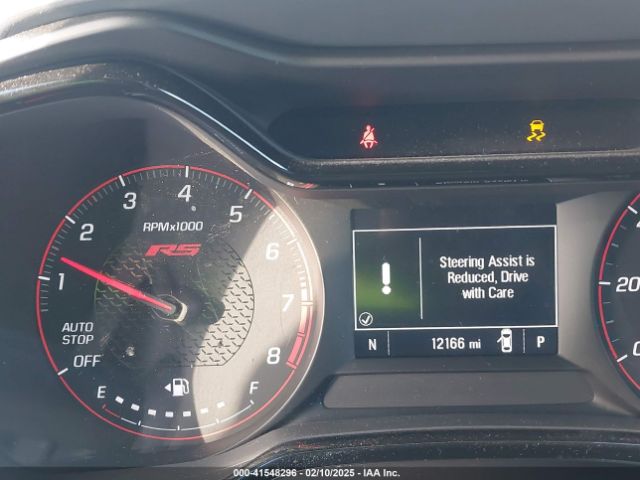 4
3
5
2
RPMx1000
RS
6
1
7
AUTO
STOP
OFF
8
E
F
Steering Assist is
Reduced, Drive
with Care
N
12166 mi
P
20
0
000-41548296 - 02/10/2025 - IAA Inc.